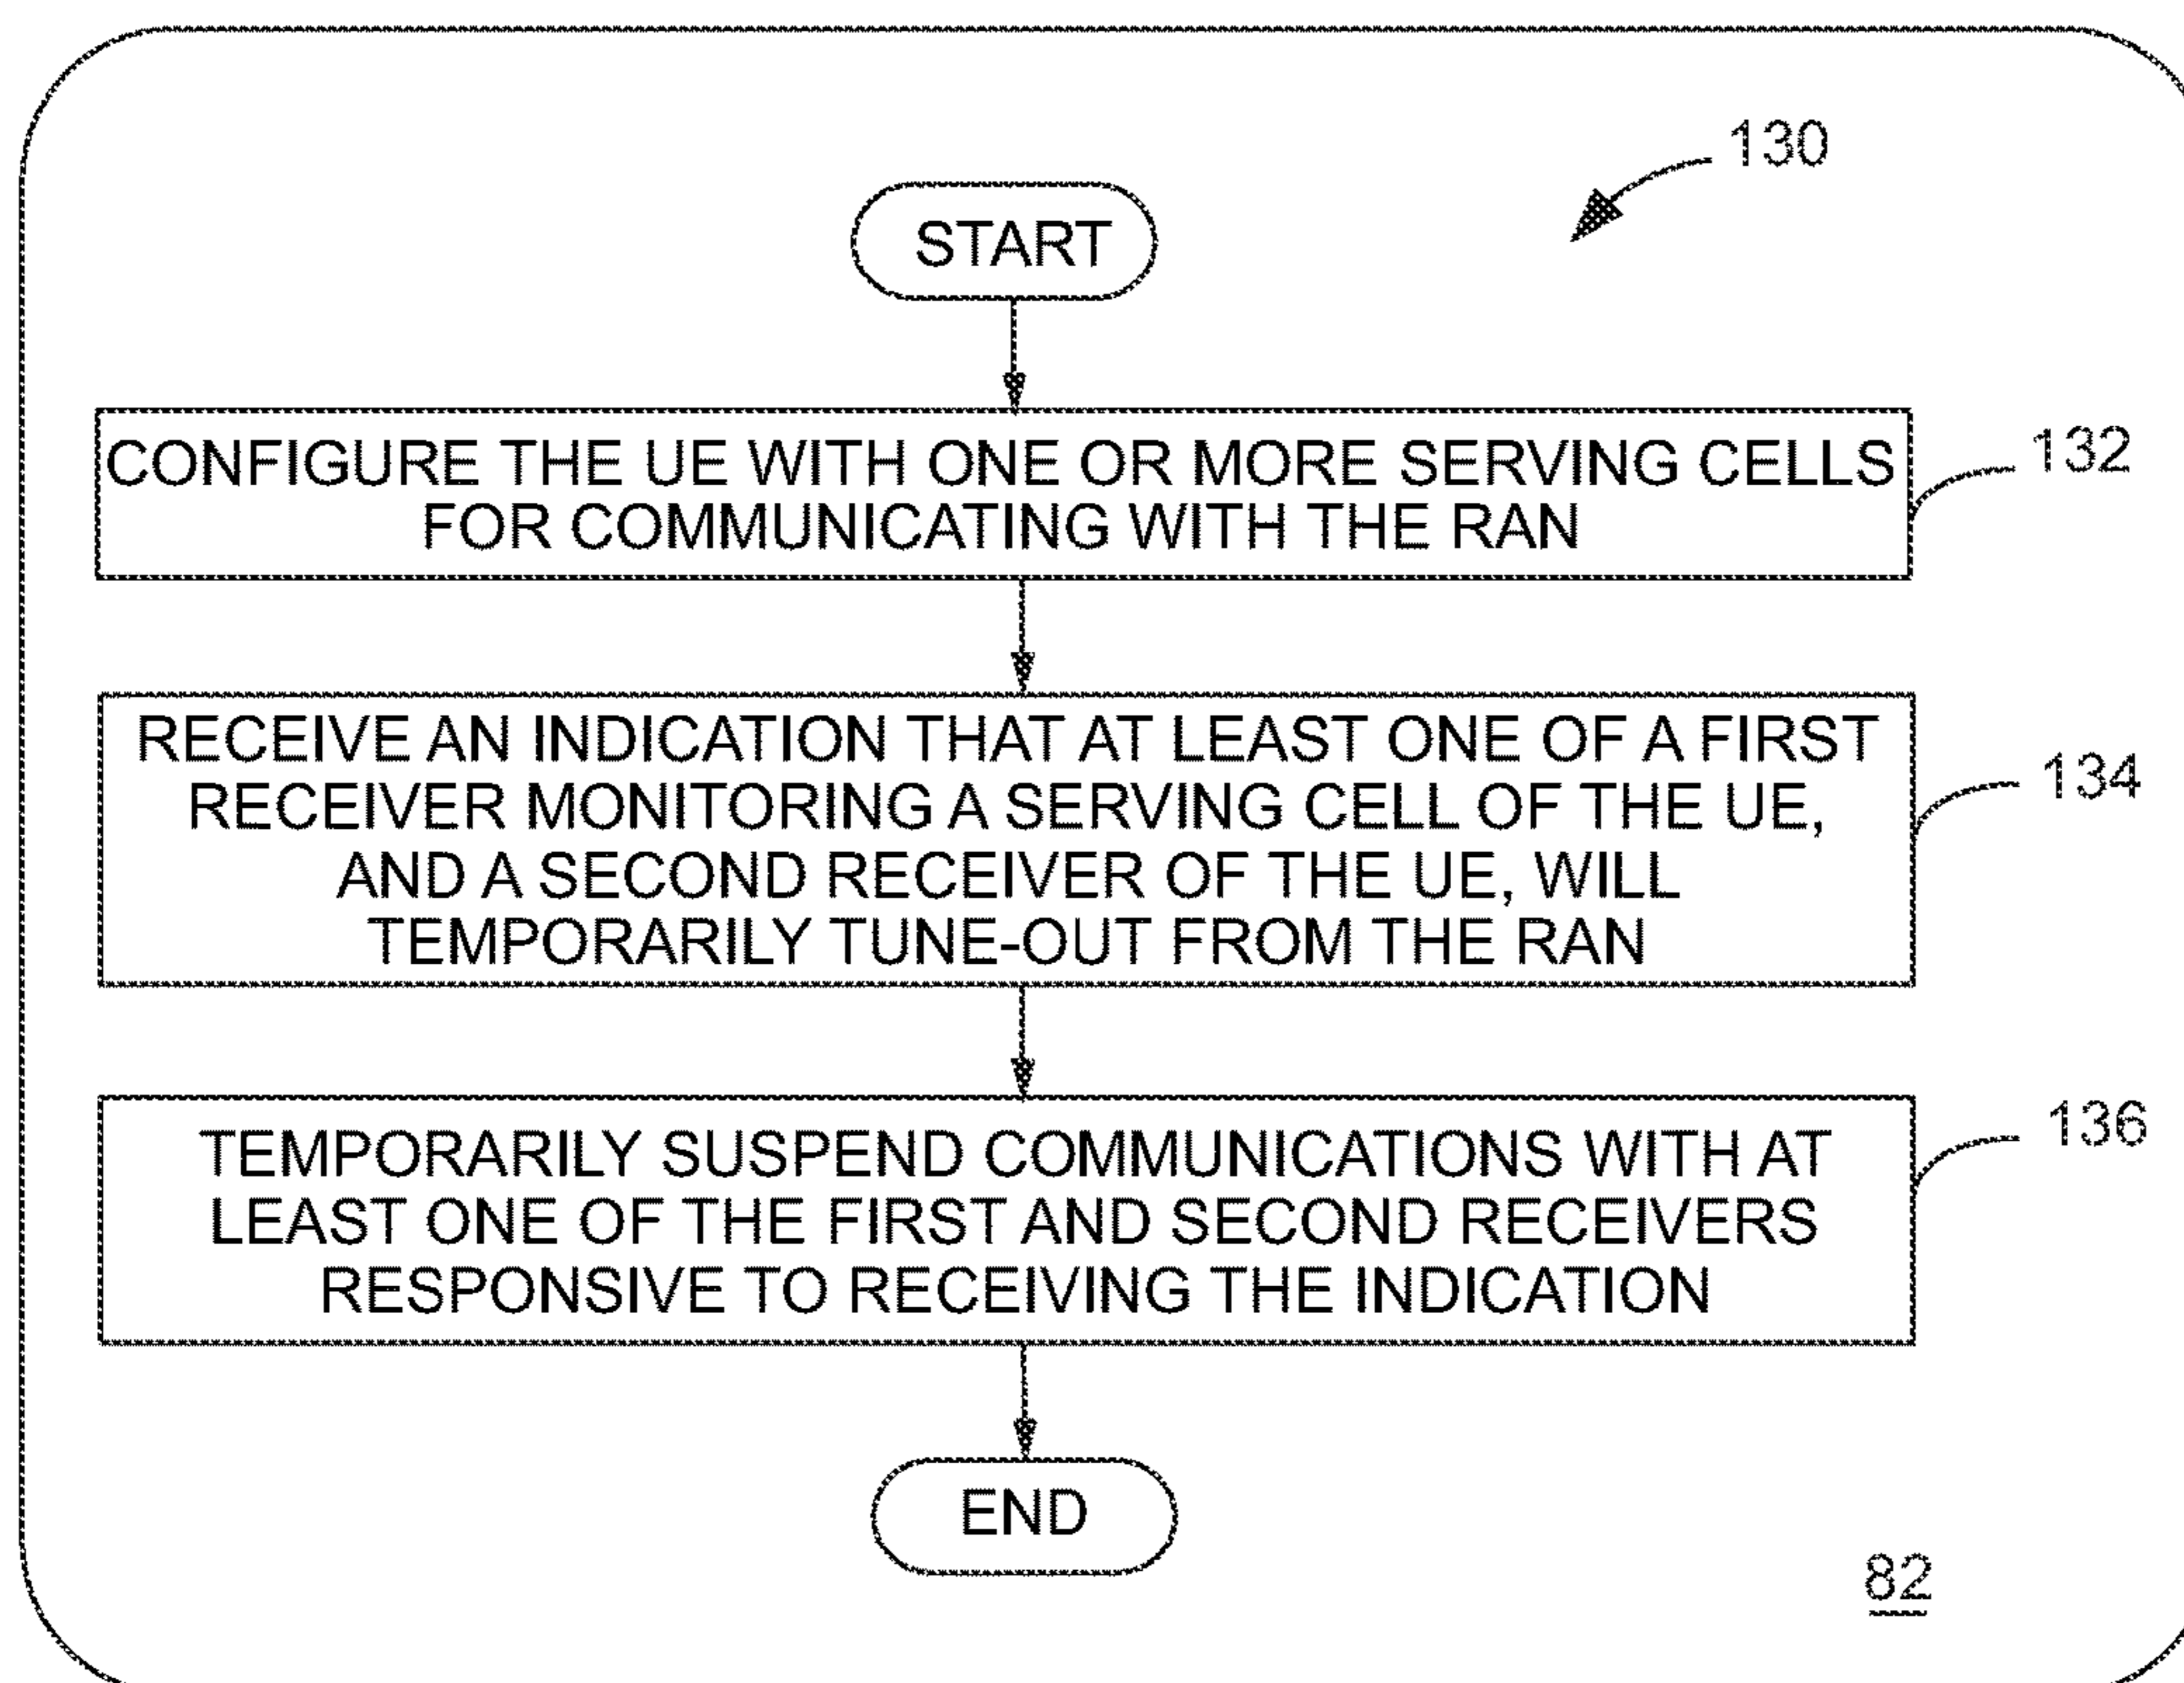 130
START
CONFIGURE THE UE WITH ONE OR MORE SERVING CELLS
FOR COMMUNICATING WITH THE RAN
132
RECEIVE AN INDICATION THAT AT LEAST ONE OF A FIRST
RECEIVER MONITORING A SERVING CELL OF THE UE,
AND A SECOND RECEIVER OF THE UE, WILL
TEMPORARILY TUNE-OUT FROM THE RAN
134
TEMPORARILY SUSPEND COMMUNICATIONS WITH AT
LEAST ONE OF THE FIRST AND SECOND RECEIVERS
RESPONSIVE TO RECEIVING THE INDICATION
136
END
82